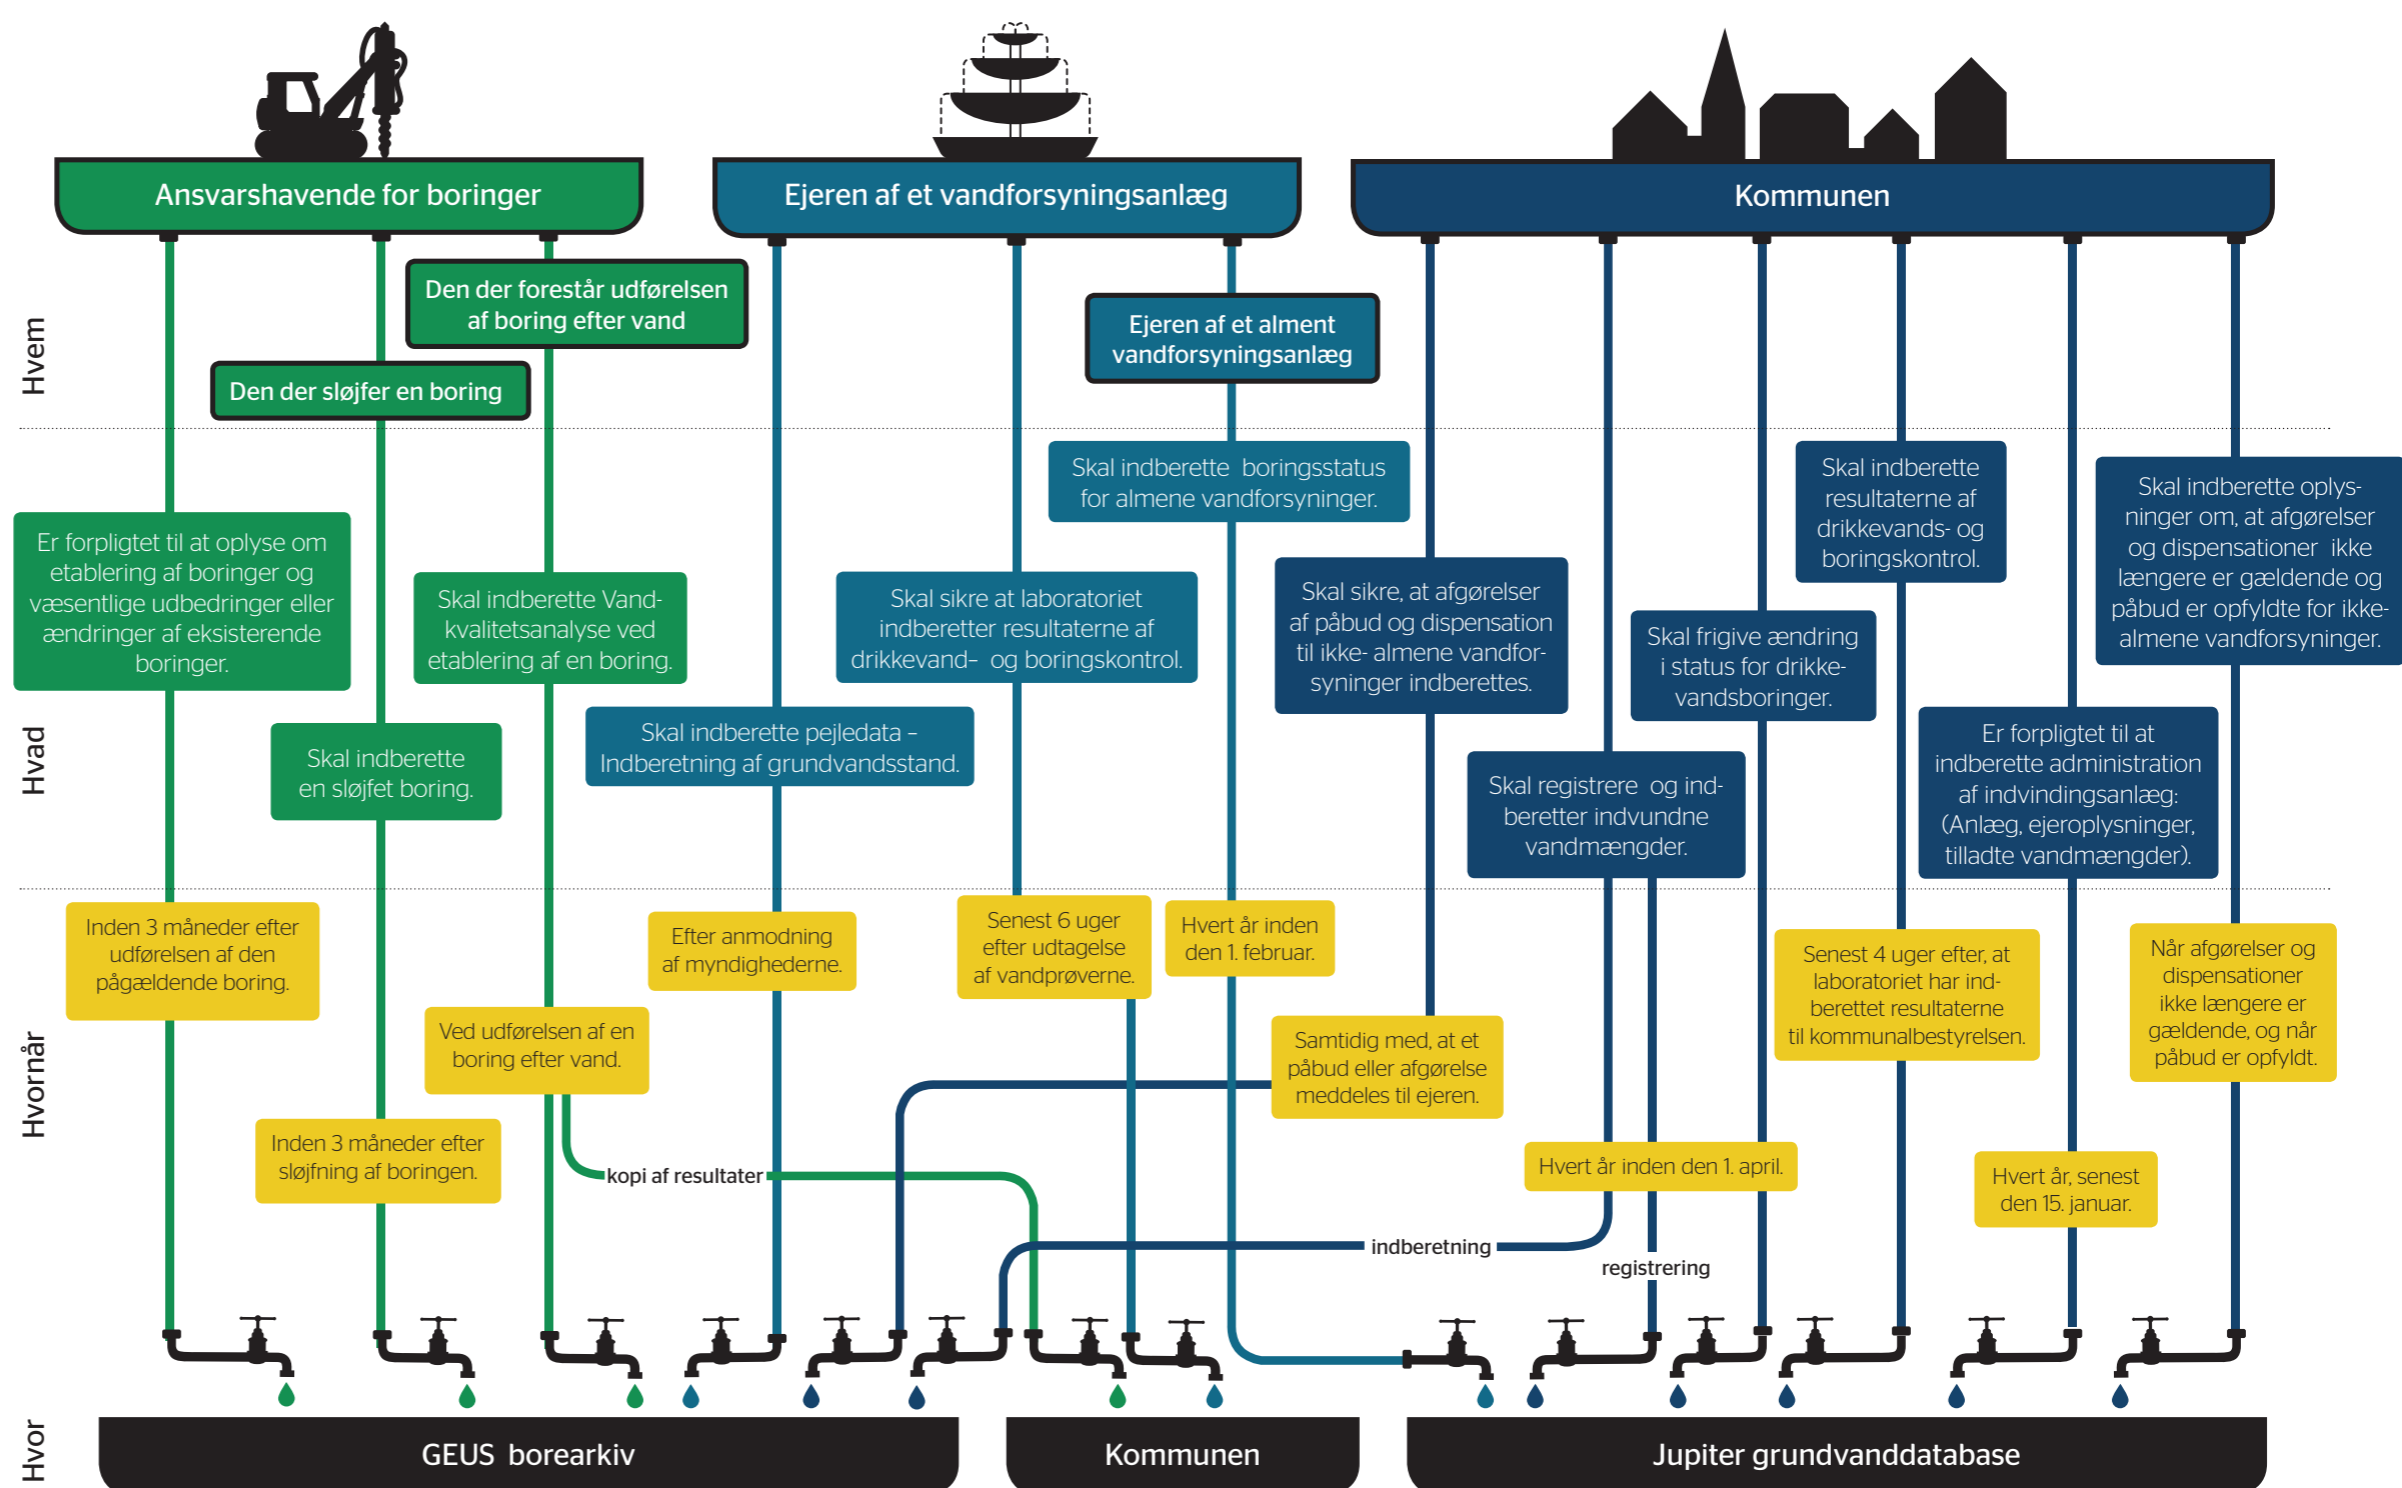 Ansvarshavende for boringer
Ejeren af et vandforsyningsanlæg
Kommunen
Hvem
Den der forestår udførelsen
af boring efter vand
Den der sløjfer en boring
Ejeren af et alment
vandforsyningsanlæg
Hvad
Er forpligtet til at oplyse om
etablering af boringer og
væsentlige udbedringer eller
ændringer af eksisterende
boringer.
Skal indberette
en sløjfet boring.
Skal indberette Vand-
kvalitetsanalyse ved
etablering af en boring.
Skal indberette pejledata –
Indberetning af grundvandsstand.
Skal sikre at laboratoriet
indberetter resultaterne af
drikkevand– og boringskontrol.
Skal indberette  boringsstatus
for almene vandforsyninger.
Skal sikre, at afgørelser
af påbud og dispensation
til ikke- almene vandfor-
syninger indberettes.
Skal registrere  og ind-
beretter indvundne
vandmængder.
Skal frigive ændring
i status for drikke-
vandsboringer.
Skal indberette
resultaterne af
drikkevands- og
boringskontrol.
Er forpligtet til at
indberette administration
af indvindingsanlæg:
(Anlæg, ejeroplysninger,
tilladte vandmængder).
Skal indberette oplys-
ninger om, at afgørelser
og dispensationer  ikke
længere er gældende og
påbud er opfyldte for ikke-
almene vandforsyninger.
Hvornår
Inden 3 måneder efter
udførelsen af den
pågældende boring.
Inden 3 måneder efter
sløjfning af boringen.
Ved udførelsen af en
boring efter vand.
kopi af resultater
Efter anmodning
af myndighederne.
Senest 6 uger
efter udtagelse
af vandprøverne.
Hvert år inden
den 1. februar.
Samtidig med, at et
påbud eller afgørelse
meddeles til ejeren.
Hvert år inden den 1. april.
indberetning
registrering
Senest 4 uger efter, at
laboratoriet har ind-
berettet resultaterne
til kommunalbestyrelsen.
Hvert år, senest
den 15. januar.
Når afgørelser og
dispensationer
ikke længere er
gældende, og når
påbud er opfyldt.
Hvor
GEUS  borearkiv
Kommunen
Jupiter grundvanddatabase